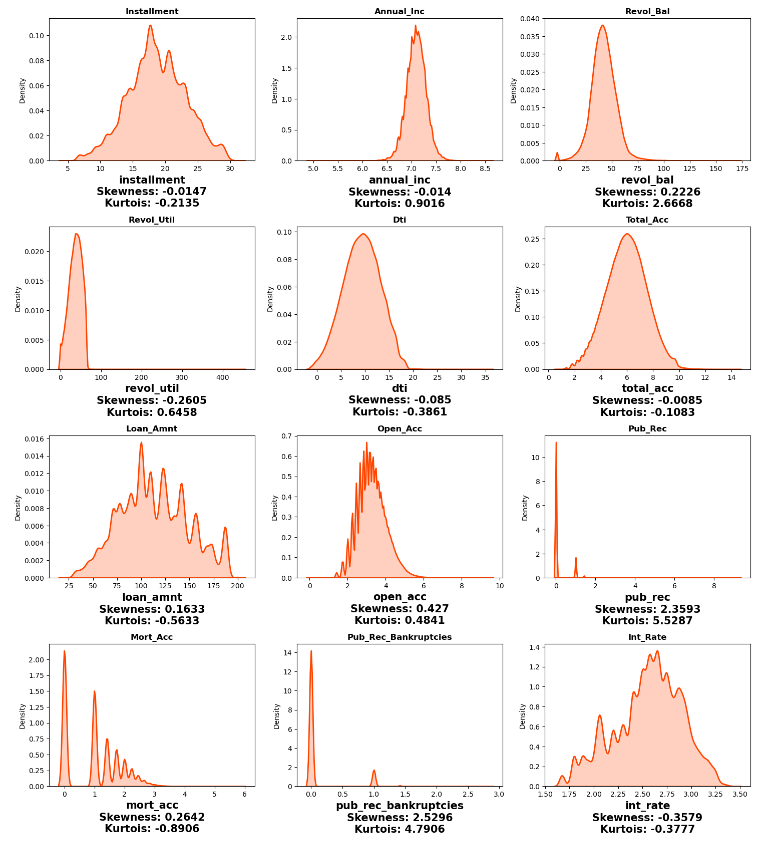 Installment
Annual_Inc
Revol_Bal
Density
0.10
0.08
0.06
0.04
0.02
0.00
5
10
15
20
25
30
installment
Skewness: -0.0147
Kurtois: -0.2135
Density
2.0
1.5
1.0
0.5
0.0
5.0
5.5
6.0
6.5
7.0
7.5
8.0
8.5
annual_inc
Skewness: -0.014
Kurtois: 0.9016
Density
0.040
0.035
0.030
0.025
0.020
0.015
0.010
0.005
0.000
0
25
50
75
100
125
150
175
revol_bal
Skewness: 0.2226
Kurtois: 2.6668
Revol_Util
Dti
Total_Acc
Density
0.020
0.015
0.010
0.005
0.000
0
100
200
300
400
revol_util
Skewness: -0.2605
Kurtois: 0.6458
Density
0.10
0.08
0.06
0.04
0.02
0.00
0
5
10
15
20
25
30
35
dti
Skewness: -0.085
Kurtois: -0.3861
Density
0.25
0.20
0.15
0.10
0.05
0.00
0
2
4
6
8
10
12
14
total_acc
Skewness: -0.0085
Kurtois: -0.1083
Loan_Amnt
Open_Acc
Pub_Rec
Density
0.016
0.014
0.012
0.010
0.008
0.006
0.004
0.002
0.000
25
50
75
100
125
150
175
200
loan_amnt
Skewness: 0.1633
Kurtois: -0.5633
Density
0.7
0.6
0.5
0.4
0.3
0.2
0.1
0.0
0
2
4
6
8
10
open_acc
Skewness: 0.427
Kurtois: 0.4841
Density
10
8
6
4
2
0
0
2
4
6
8
pub_rec
Skewness: 2.3593
Kurtois: 5.5287
Mort_Acc
Pub_Rec_Bankruptcies
Int_Rate
Density
2.00
1.75
1.50
1.25
1.00
0.75
0.50
0.25
0.00
0
1
2
3
4
5
6
mort_acc
Skewness: 0.2642
Kurtois: -0.8906
Density
14
12
10
8
6
4
2
0
0.0
0.5
1.0
1.5
2.0
2.5
3.0
pub_rec_bankruptcies
Skewness: 2.5296
Kurtois: 4.7906
Density
1.4
1.2
1.0
0.8
0.6
0.4
0.2
0.0
1.50
1.75
2.00
2.25
2.50
2.75
3.00
3.25
3.50
int_rate
Skewness: -0.3579
Kurtois: -0.3777